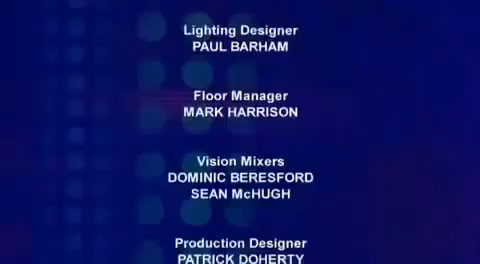 Lighting Designer
PAUL BARHAM
Floor Manager
MARK HARRISON
Vision Mixers
DOMINIC BERESFORD
SEAN McHUGH
Production Designer
PATRICK DOHERTY